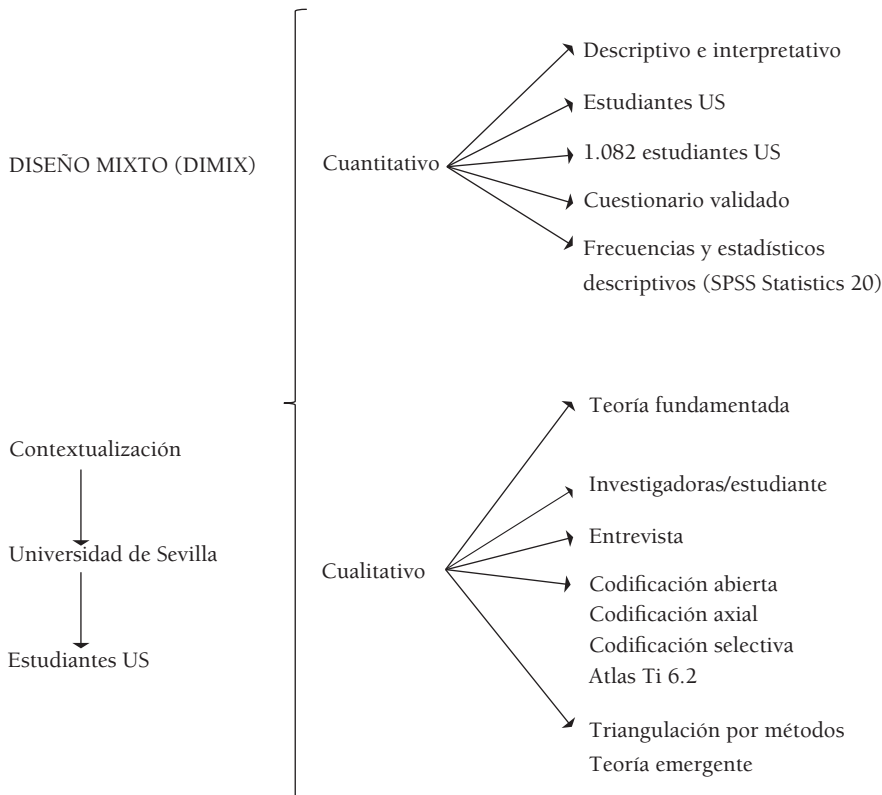 DISEÑO MIXTO (DIMIX)
Contextualización
Universidad de Sevilla
Estudiantes US
Cuantitativo
Descriptivo e interpretativo
Estudiantes US
1.082 estudiantes US
Cuestionario validado
Frecuencias y estadísticos
descriptivos (SPSS Statistics 20)
Cualitativo
Teoría fundamentada
Investigadoras/estudiante
Entrevista
Codificación abierta
Codificación axial
Codificación selectiva
Atlas Ti 6.2
Triangulación por métodos
Teoría emergente